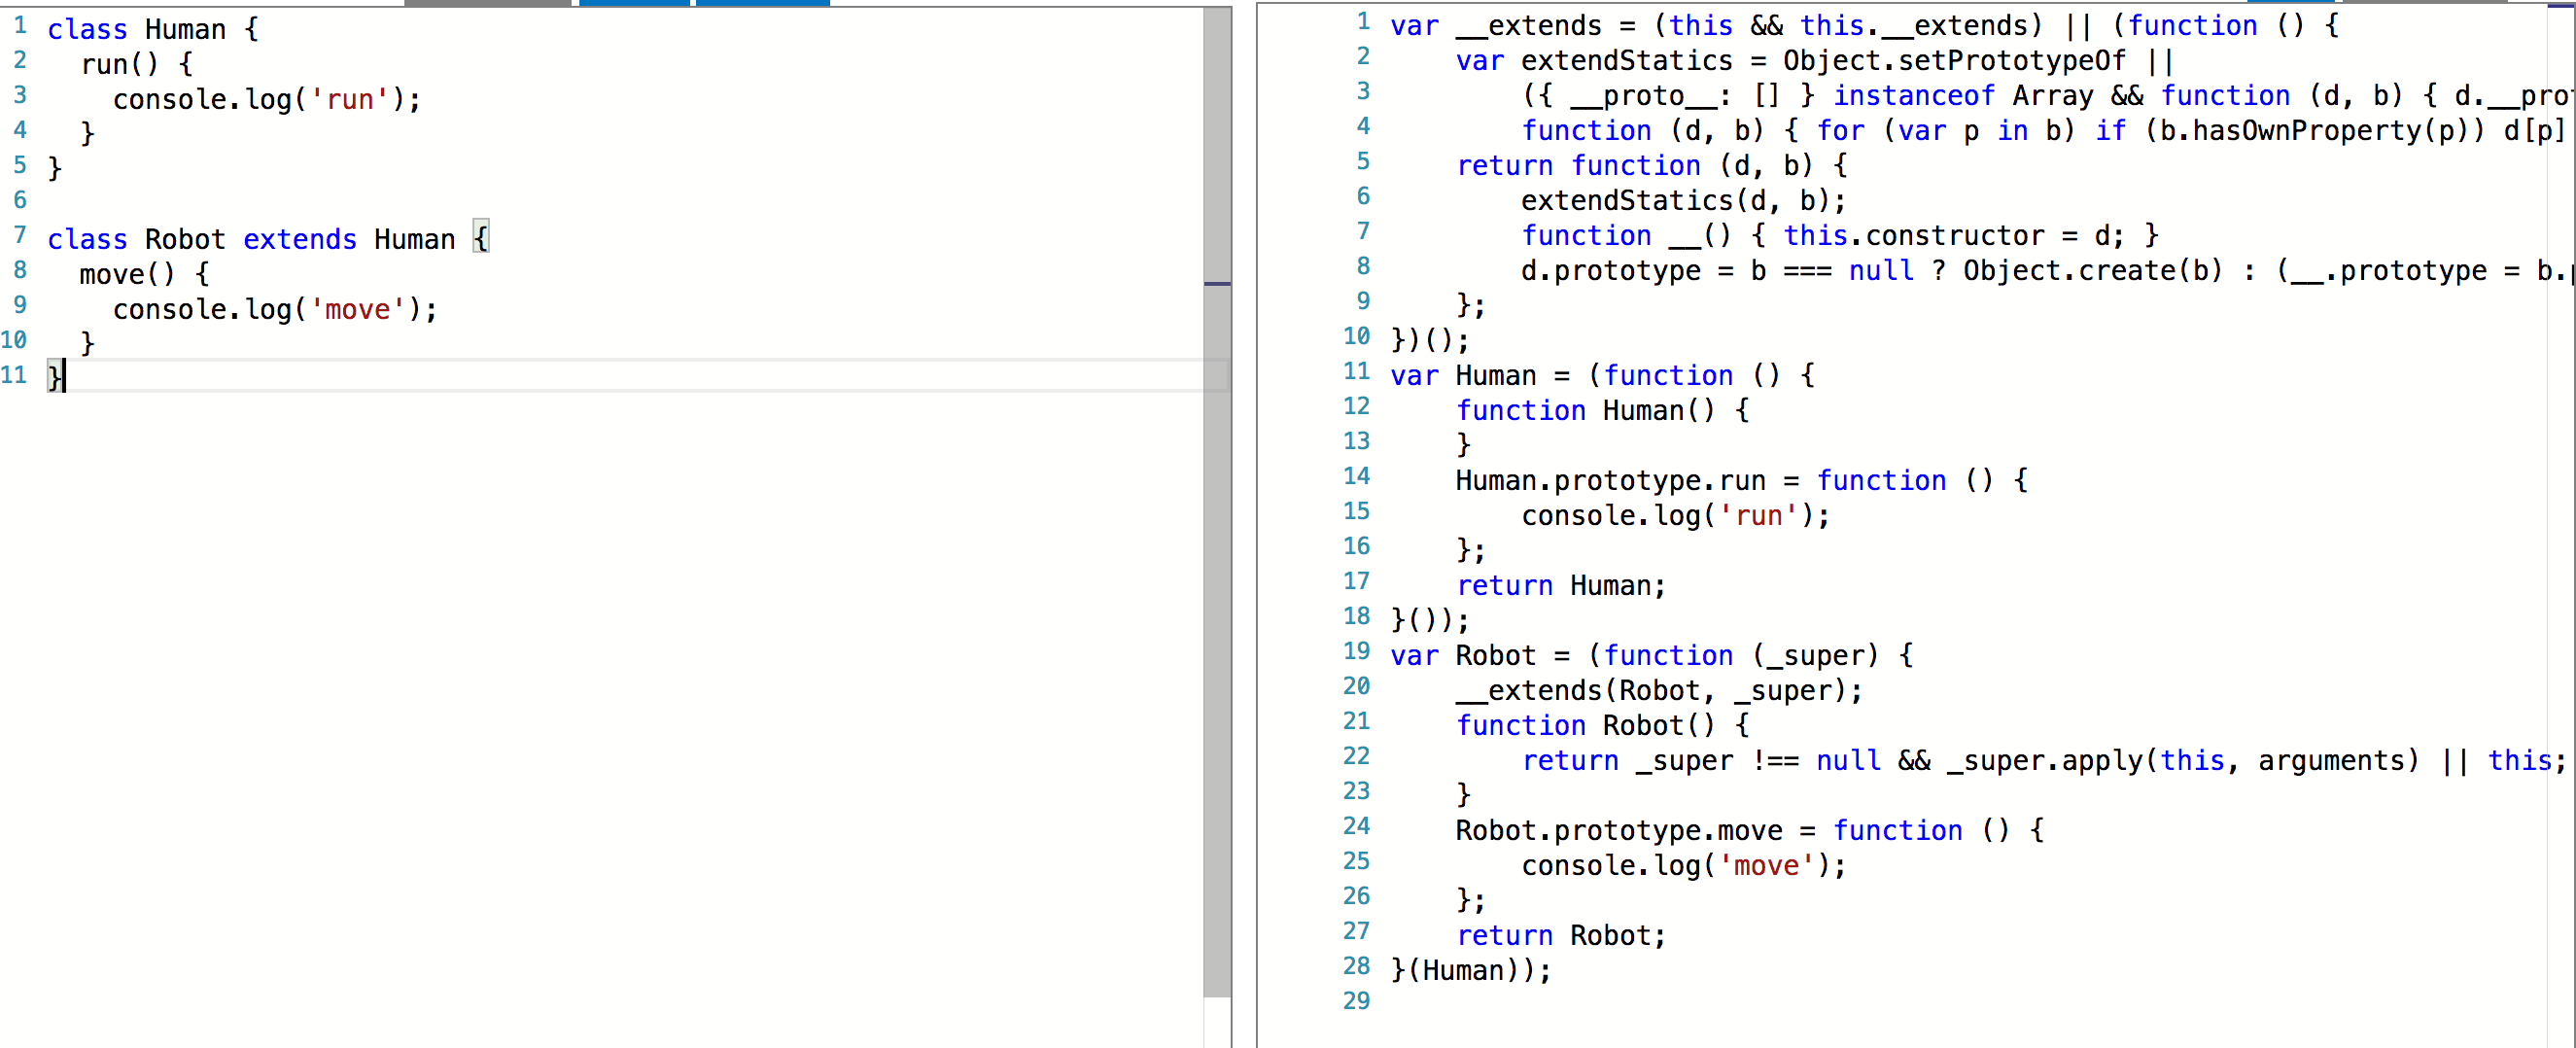 1 class Human {
2   run() {
3     console.log('run');
4   }
5 }
6
7 class Robot extends Human {
8   move() {
9     console.log('move');
10   }
11 }
1 var __extends = (this && this.__extends) || (function () {
2     var extendStatics = Object.setPrototypeOf ||
3         ({ __proto__: [] } instanceof Array && function (d, b) { d.__pro
4         function (d, b) { for (var p in b) if (b.hasOwnProperty(p)) d[p]
5     return function (d, b) {
6         extendStatics(d, b);
7         function __() { this.constructor = d; }
8         d.prototype = b === null ? Object.create(b) : (__.prototype = b.
9     };
10 })();
11 var Human = (function () {
12     function Human() {
13     }
14     Human.prototype.run = function () {
15         console.log('run');
16     };
17     return Human;
18 }());
19 var Robot = (function (_super) {
20     __extends(Robot, _super);
21     function Robot() {
22         return _super !== null && _super.apply(this, arguments) || this;
23     }
24     Robot.prototype.move = function () {
25         console.log('move');
26     };
27     return Robot;
28 }(Human));
29